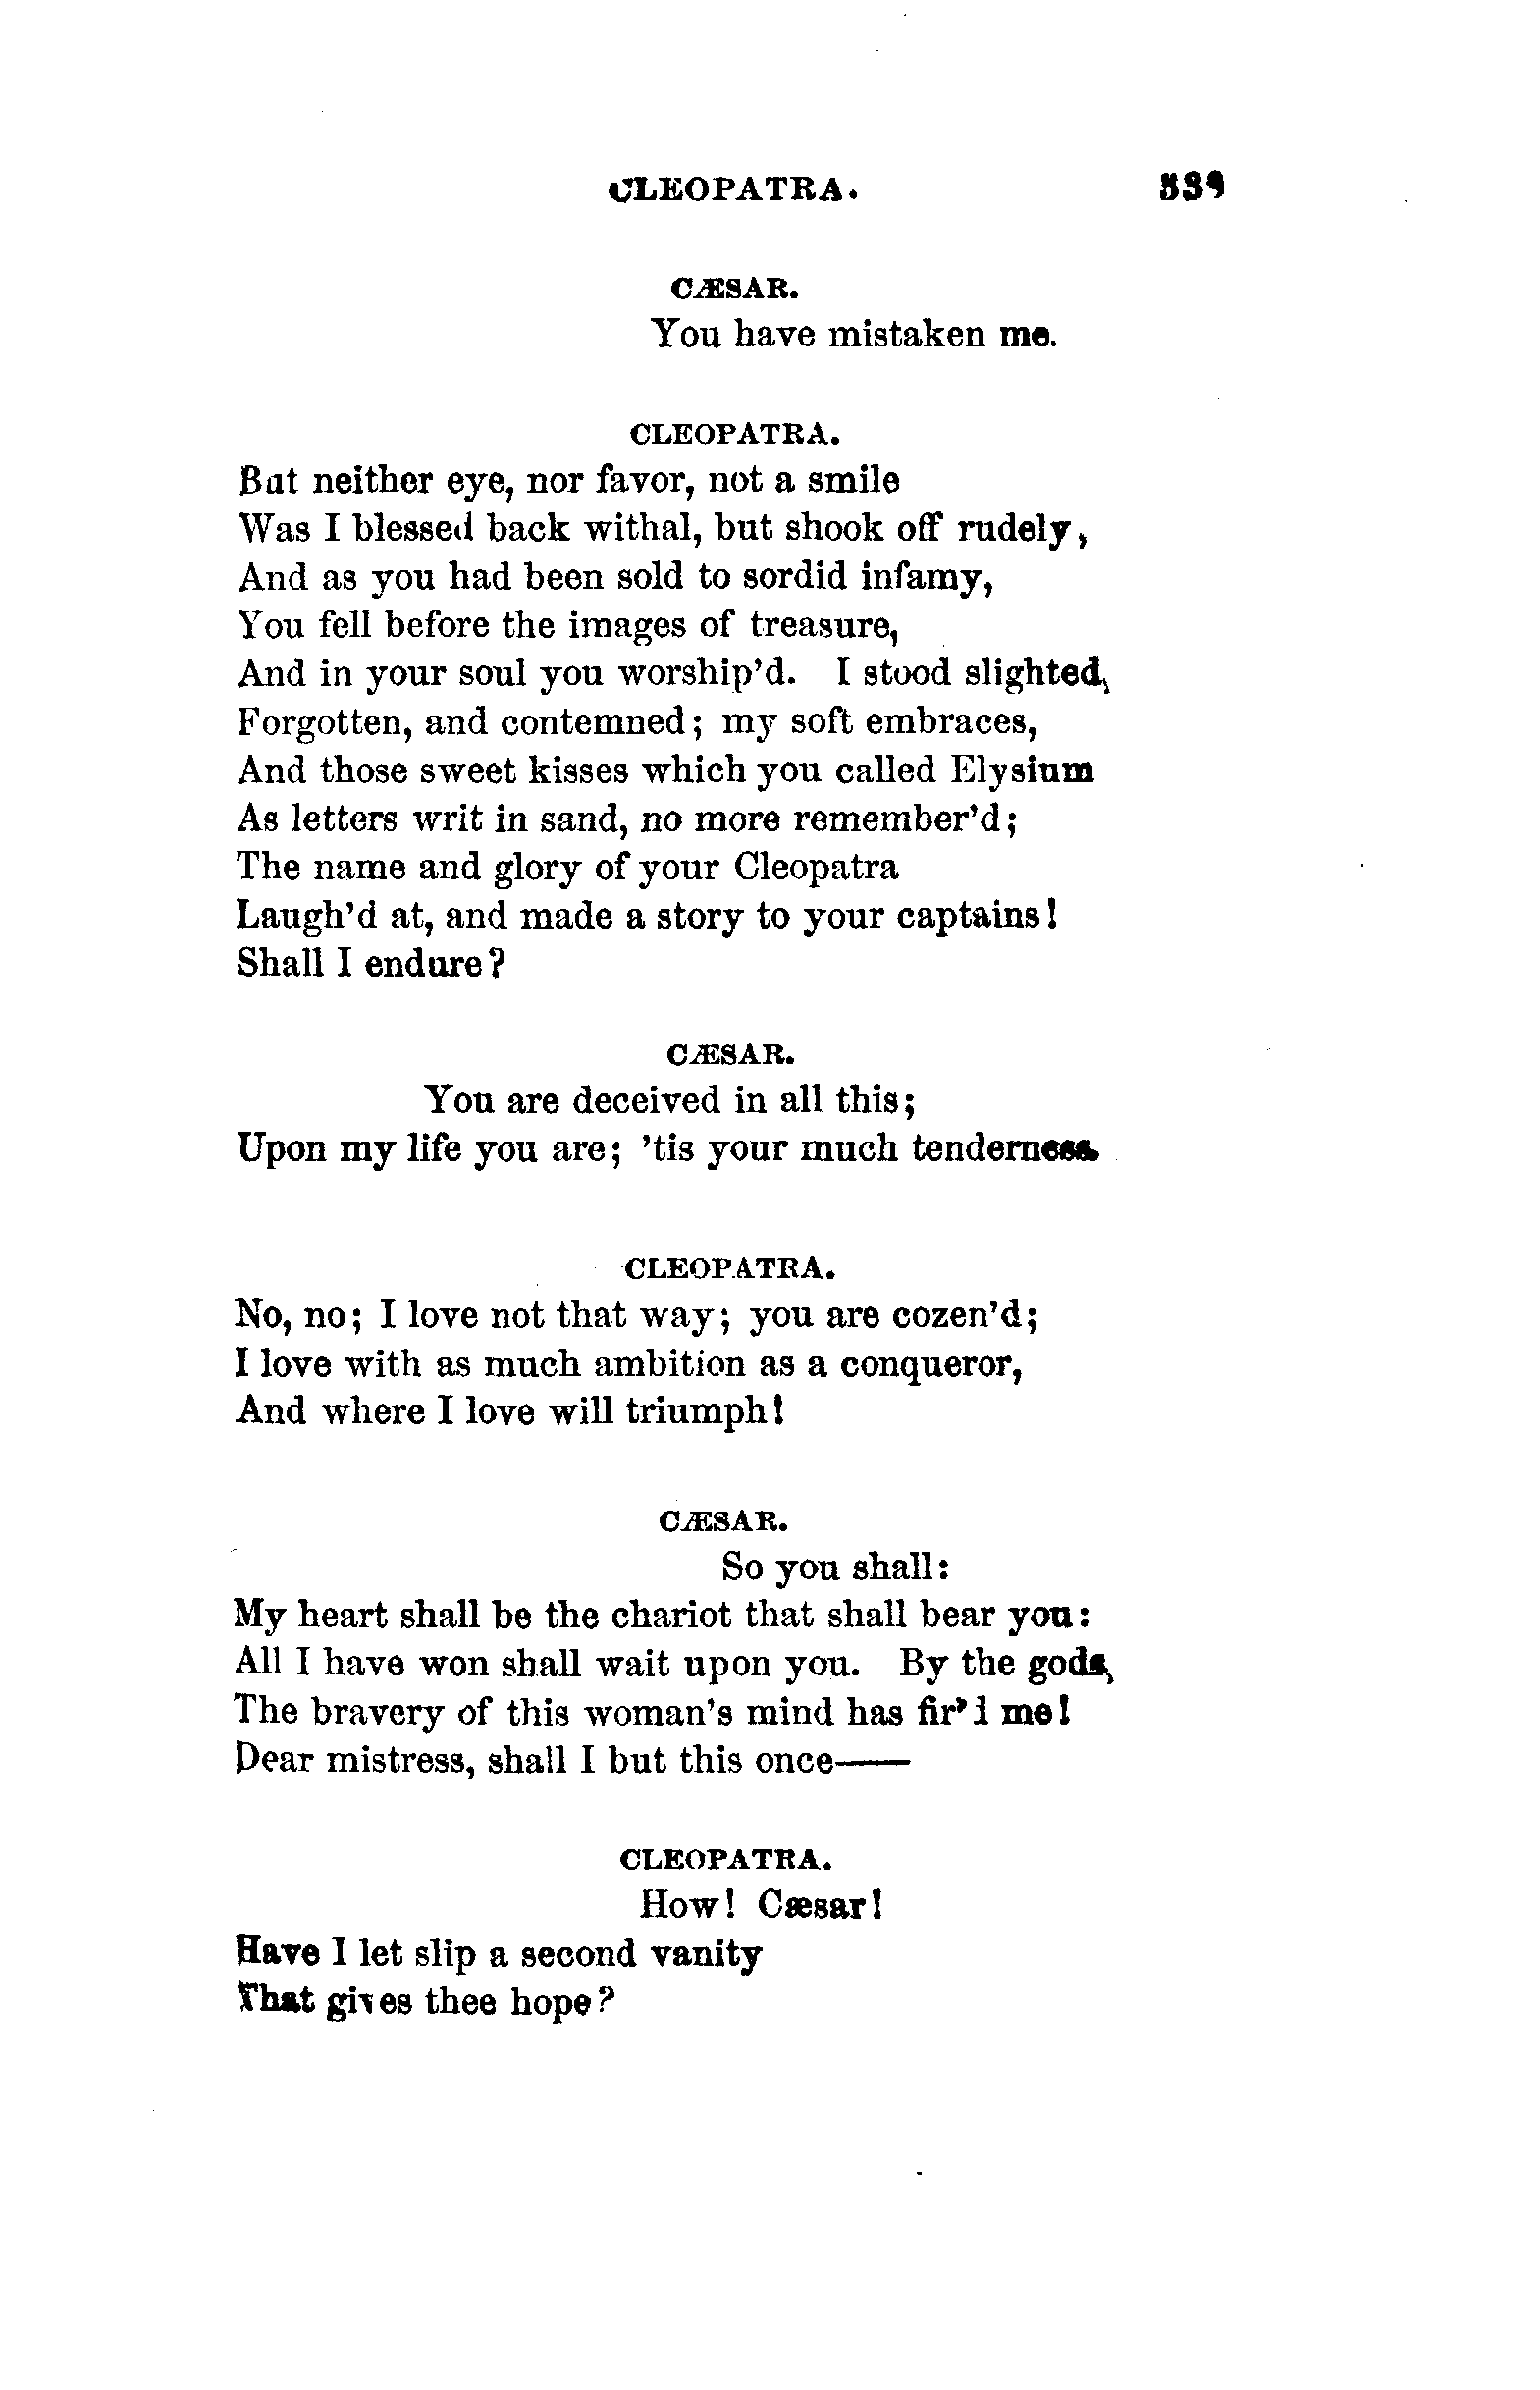 CLEOPATRA. 339
CÆSAR.
You have mistaken me.
CLEOPATRA.
But neither eye, nor favor, not a smile
Was I blessed back withal, but shook off rudely,
And as you had been sold to sordid infamy,
You fell before the images of treasure,
And in your soul you worship'd. I stood slighted,
Forgotten, and contemned; my soft embraces,
And those sweet kisses which you called Elysium
As letters writ in sand, no more remember'd;
The name and glory of your Cleopatra
Laugh'd at, and made a story to your captains!
Shall I endure?
CÆSAR.
You are deceived in all this;
Upon my life you are; 'tis your much tenderness.
CLEOPATRA.
No, no; I love not that way; you are cozen'd;
I love with as much ambition as a conqueror,
And where I love will triumph!
CÆSAR.
So you shall:
My heart shall be the chariot that shall bear you:
All I have won shall wait upon you. By the gods,
The bravery of this woman's mind has fir'd me!
Dear mistress, shall I but this once——
CLEOPATRA.
How! Cæsar!
Have I let slip a second vanity
That gives thee hope?